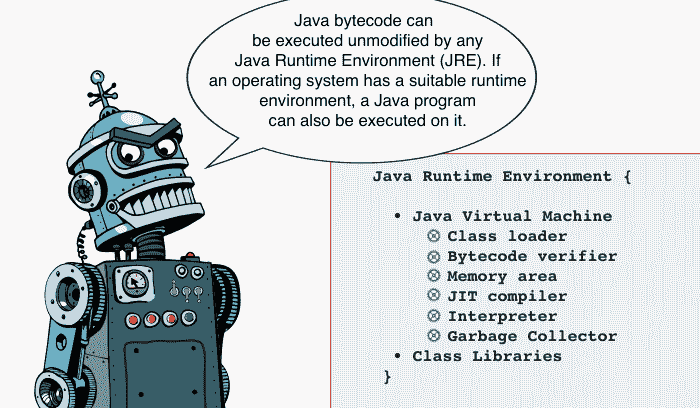 Java bytecode can
be executed unmodified by any
Java Runtime Environment (JRE). If
an operating system has a suitable runtime
environment, a Java program
can also be executed on it.
Java Runtime Environment {
• Java Virtual Machine
Class loader
Bytecode verifier
Memory area
JIT compiler
Interpreter
Garbage Collector
• Class Libraries
}